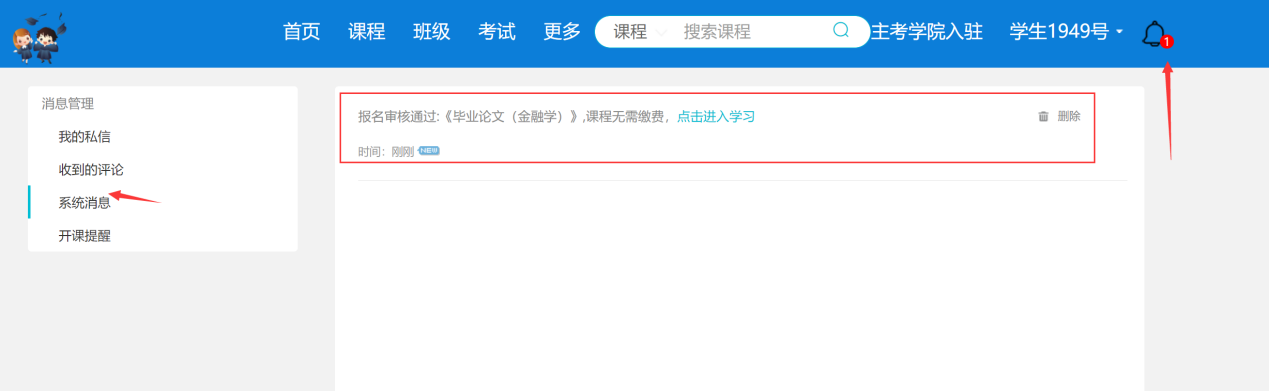 首页 课程 班级 考试 更多 课程 搜索课程 主考学院入驻 学生1949号 1
消息管理
我的私信
收到的评论
系统消息
开课提醒
报名审核通过:《毕业论文（金融学）》,课程无需缴费，点击进入学习 删除
时间：刚刚 NEW